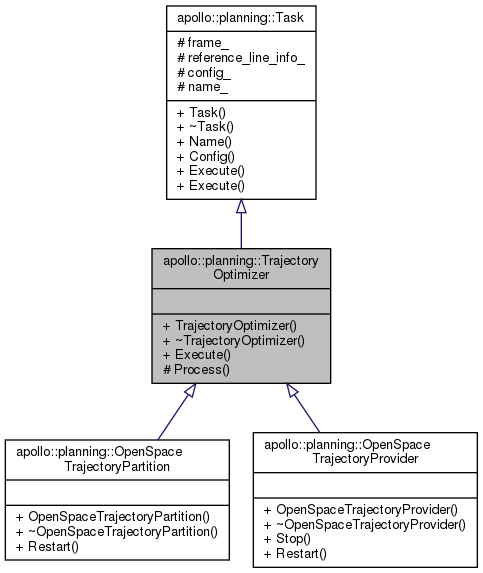 apollo::planning::Task
# frame_
# reference_line_info_
# config_
# name_
+ Task()
+ ~Task()
+ Name()
+ Config()
+ Execute()
+ Execute()
apollo::planning::Trajectory
Optimizer
+ TrajectoryOptimizer()
+ ~TrajectoryOptimizer()
+ Execute()
# Process()
apollo::planning::OpenSpace
TrajectoryPartition
+ OpenSpaceTrajectoryPartition()
+ ~OpenSpaceTrajectoryPartition()
+ Restart()
apollo::planning::OpenSpace
TrajectoryProvider
+ OpenSpaceTrajectoryProvider()
+ ~OpenSpaceTrajectoryProvider()
+ Stop()
+ Restart()